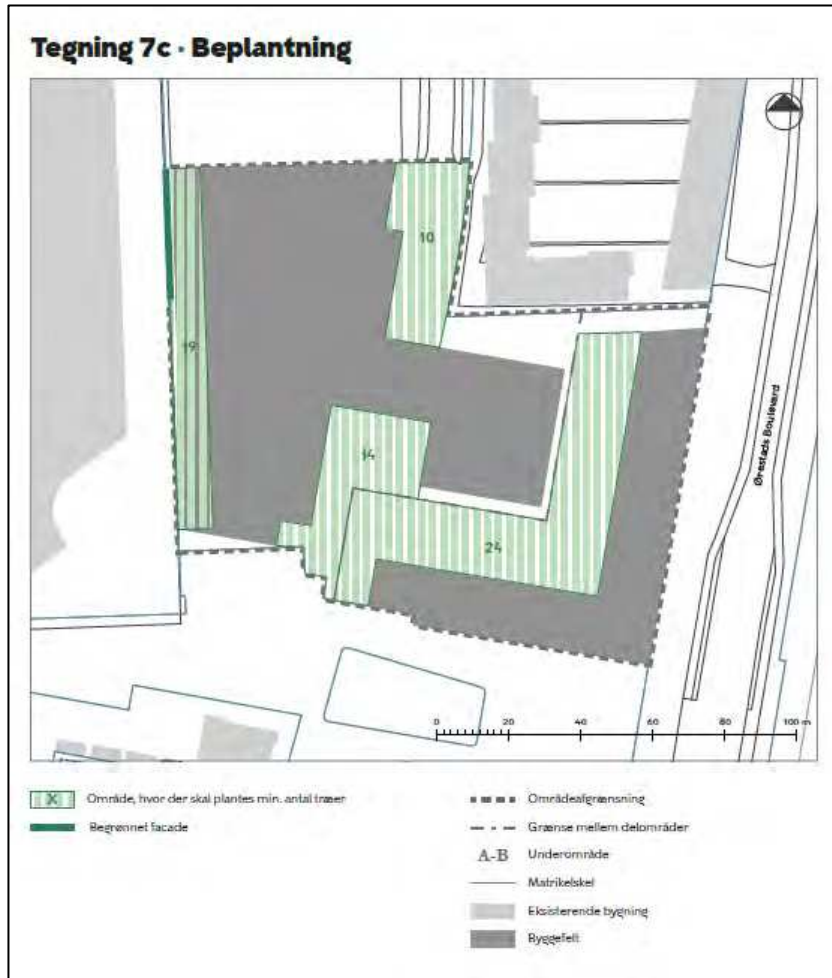 Tegning 7c · Beplantning
10
19
14
24
Ørestads Boulevard
0 20 40 60 80 100 m
X Område, hvor der skal plantes min. antal træer
Begrønnet facade
Områdeafgrænsning
Grænse mellem delområder
A-B Underområde
Matrikelskel
Eksisterende bygning
Byggefelt